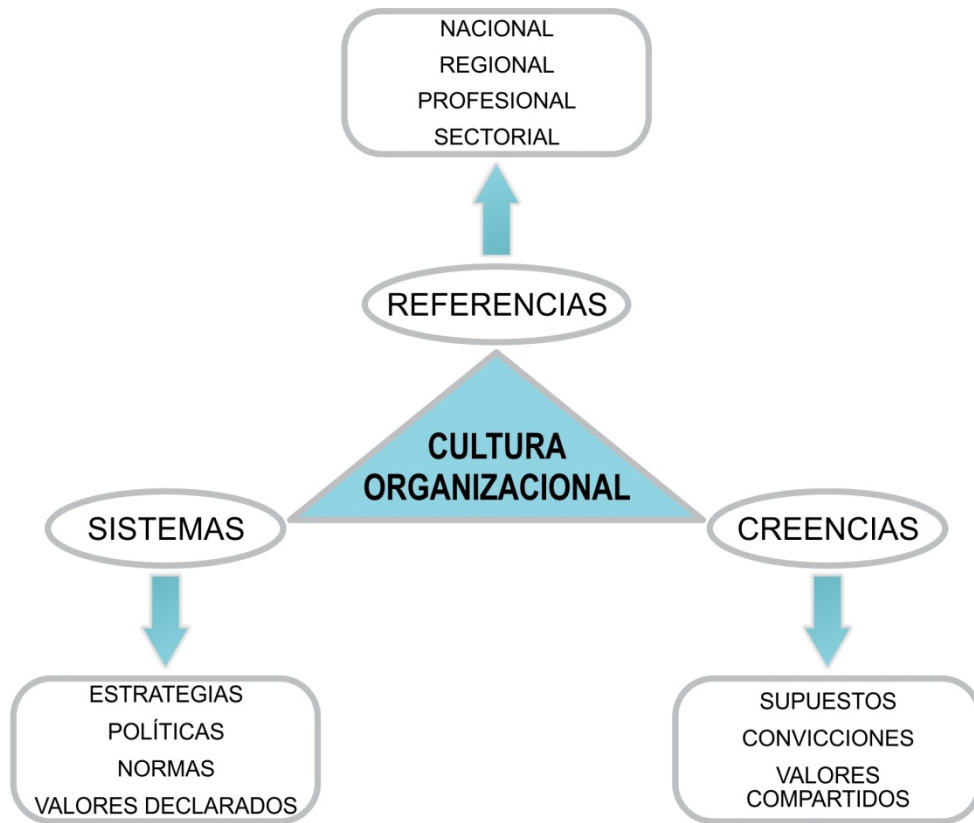 NACIONAL
REGIONAL
PROFESIONAL
SECTORIAL
REFERENCIAS
CULTURA
ORGANIZACIONAL
SISTEMAS
CREENCIAS
ESTRATEGIAS
POLÍTICAS
NORMAS
VALORES DECLARADOS
SUPUESTOS
CONVICCIONES
VALORES
COMPARTIDOS